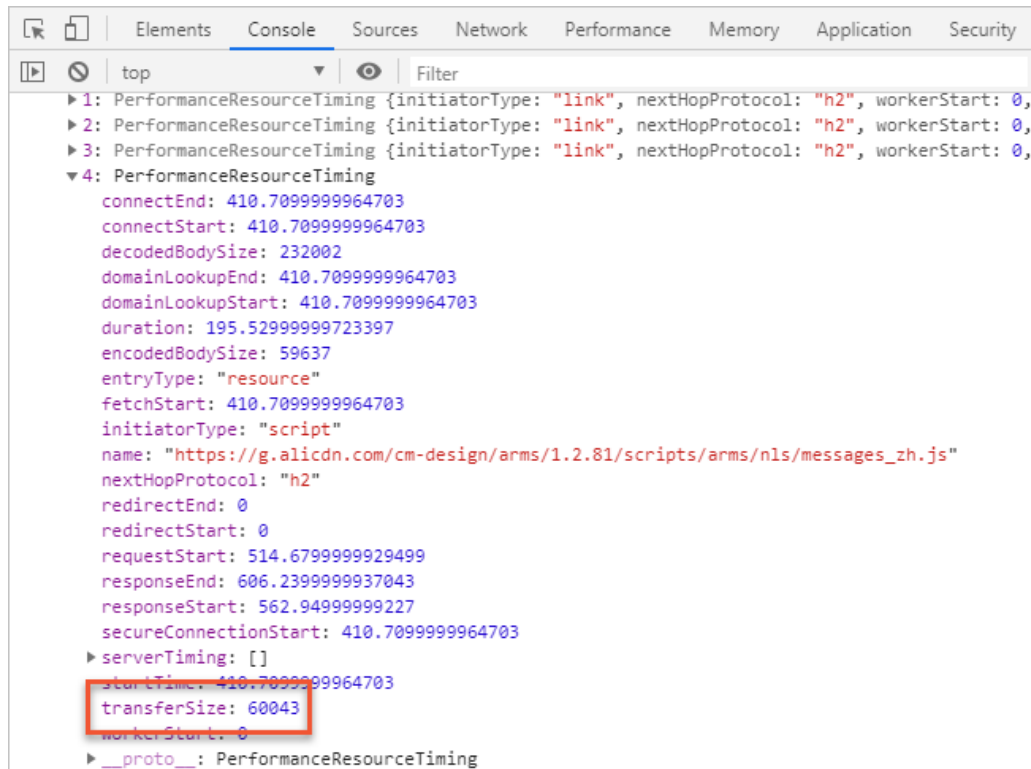 Elements Console Sources Network Performance Memory Application Security
top Filter
1: PerformanceResourceTiming {initiatorType: "link", nextHopProtocol: "h2", workerStart: 0,
2: PerformanceResourceTiming {initiatorType: "link", nextHopProtocol: "h2", workerStart: 0,
3: PerformanceResourceTiming {initiatorType: "link", nextHopProtocol: "h2", workerStart: 0,
4: PerformanceResourceTiming
connectEnd: 410.7099999964703
connectStart: 410.7099999964703
decodedBodySize: 232002
domainLookupEnd: 410.7099999964703
domainLookupStart: 410.7099999964703
duration: 195.52999999723397
encodedBodySize: 59637
entryType: "resource"
fetchStart: 410.7099999964703
initiatorType: "script"
name: "https://g.alicdn.com/cm-design/arms/1.2.81/scripts/arms/nls/messages_zh.js"
nextHopProtocol: "h2"
redirectEnd: 0
redirectStart: 0
requestStart: 514.6799999929499
responseEnd: 606.2399999937043
responseStart: 562.94999999227
secureConnectionStart: 410.7099999964703
serverTiming: []
startTime: 410.7099999964703
transferSize: 60043
workerStart: 0
__proto__: PerformanceResourceTiming